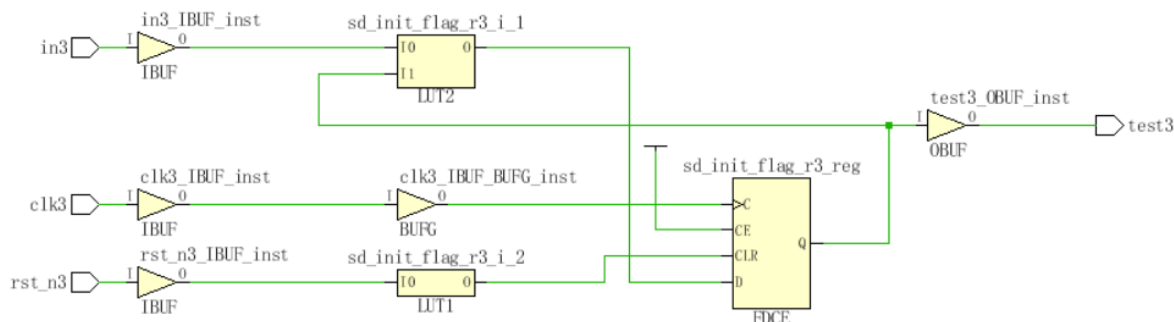 in3_IBUF_inst
in3
I
O
IBUF
sd_init_flag_r3_i_1
I0
O
I1
LUT2
test3_OBUF_inst
I
O
test3
OBUF
clk3_IBUF_inst
clk3
I
O
IBUF
clk3_IBUF_BUFG_inst
I
O
BUFG
sd_init_flag_r3_reg
C
CE
CLR
D
Q
FDCE
rst_n3_IBUF_inst
rst_n3
I
O
IBUF
sd_init_flag_r3_i_2
I0
O
LUT1